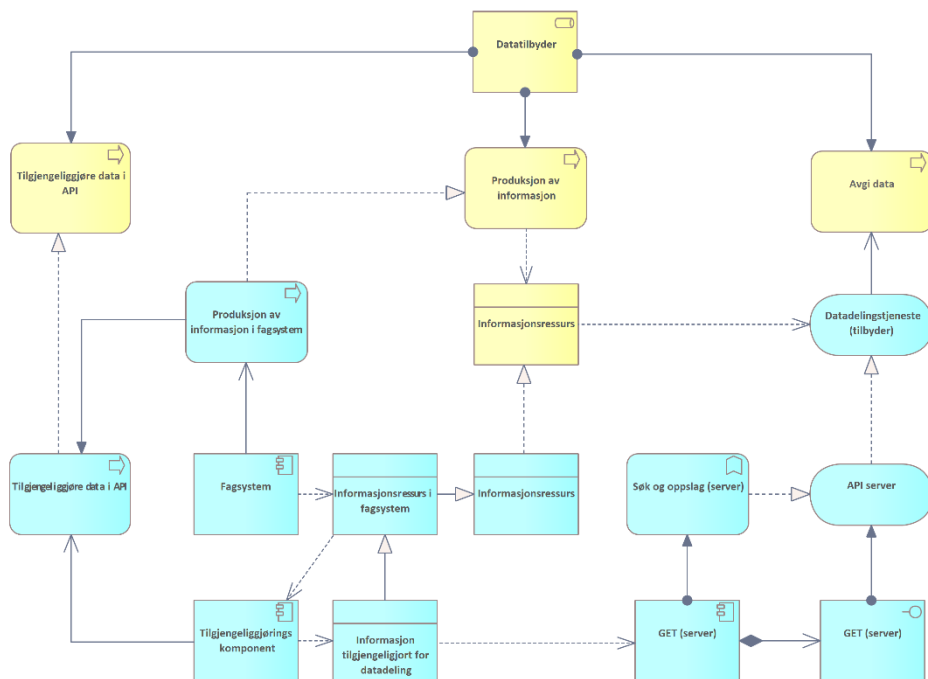 Datatilbyder
Tilgjengeliggjøre data i
API
Produksjon av
informasjon
Avgi data
Produksjon av
informasjon i fagsystem
Informasjonsressurs
Datadelingstjeneste
(tilbyder)
Tilgjengeliggjøre data i API
Fagsystem
Informasjonsressurs i
fagsystem
Informasjonsressurs
Søk og oppslag (server)
API server
Tilgjengeliggjørings
komponent
Informasjon
tilgjengeligjort for
datadeling
GET (server)
GET (server)